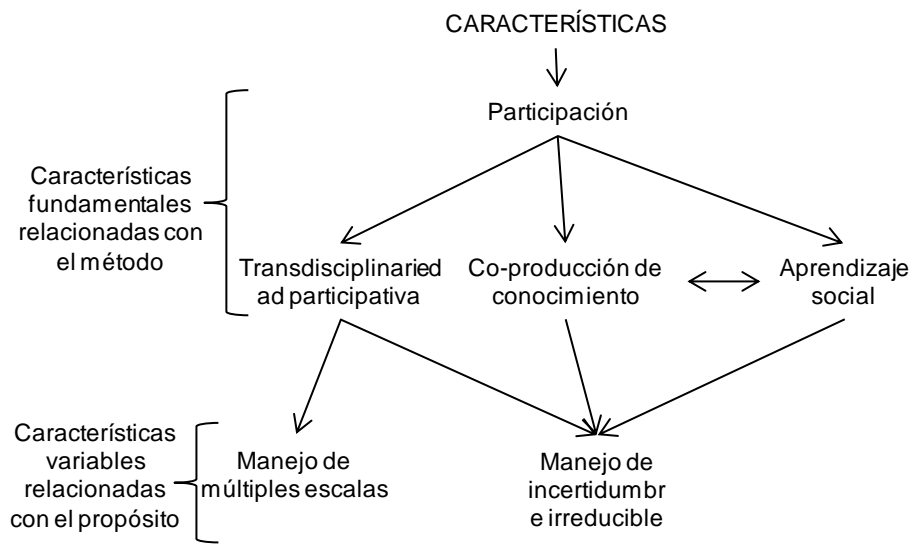 CARACTERÍSTICAS
Participación
Características
fundamentales
relacionadas con
el método
Transdisciplinaried
ad participativa
Co-producción de
conocimiento
Aprendizaje
social
Características
variables
relacionadas
con el propósito
Manejo de
múltiples escalas
Manejo de
incertidumbr
e irreducible